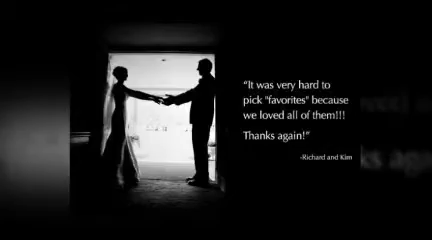 “It was very hard to
pick "favorites" because
we loved all of them!!!
Thanks again!”
-Richard and Kim